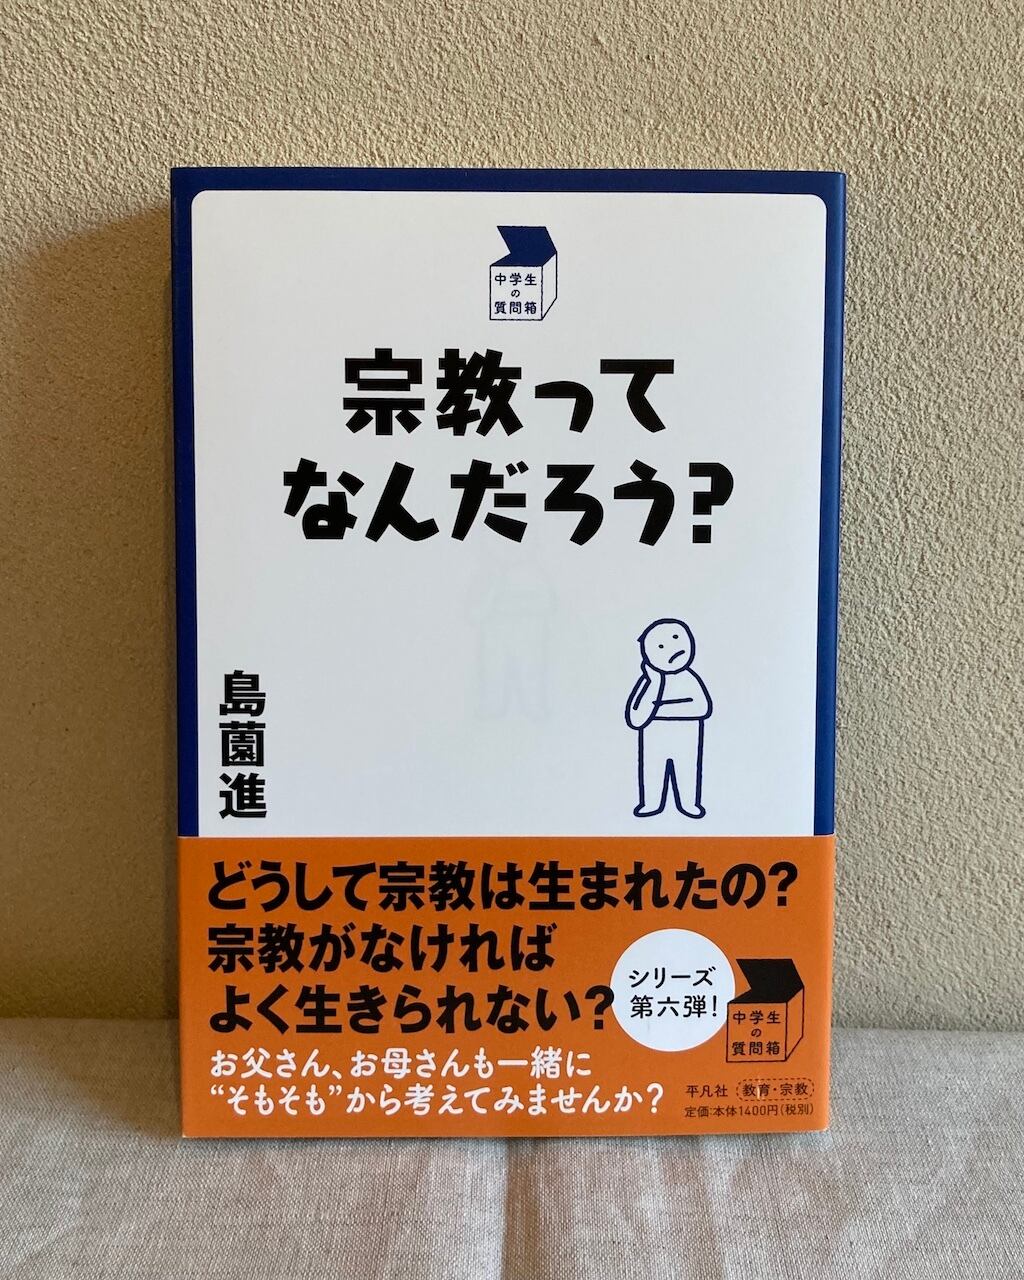 中学生
の
質問箱
宗教って
なんだろう?
島薗進
どうして宗教は生まれたの?
宗教がなければ
よく生きられない?
シリーズ
第六弾!
中学生
の
質問箱
お父さん、お母さんも一緒に
“そもそも”から考えてみませんか?
平凡社 教育・宗教
定価:本体1400円(税別)